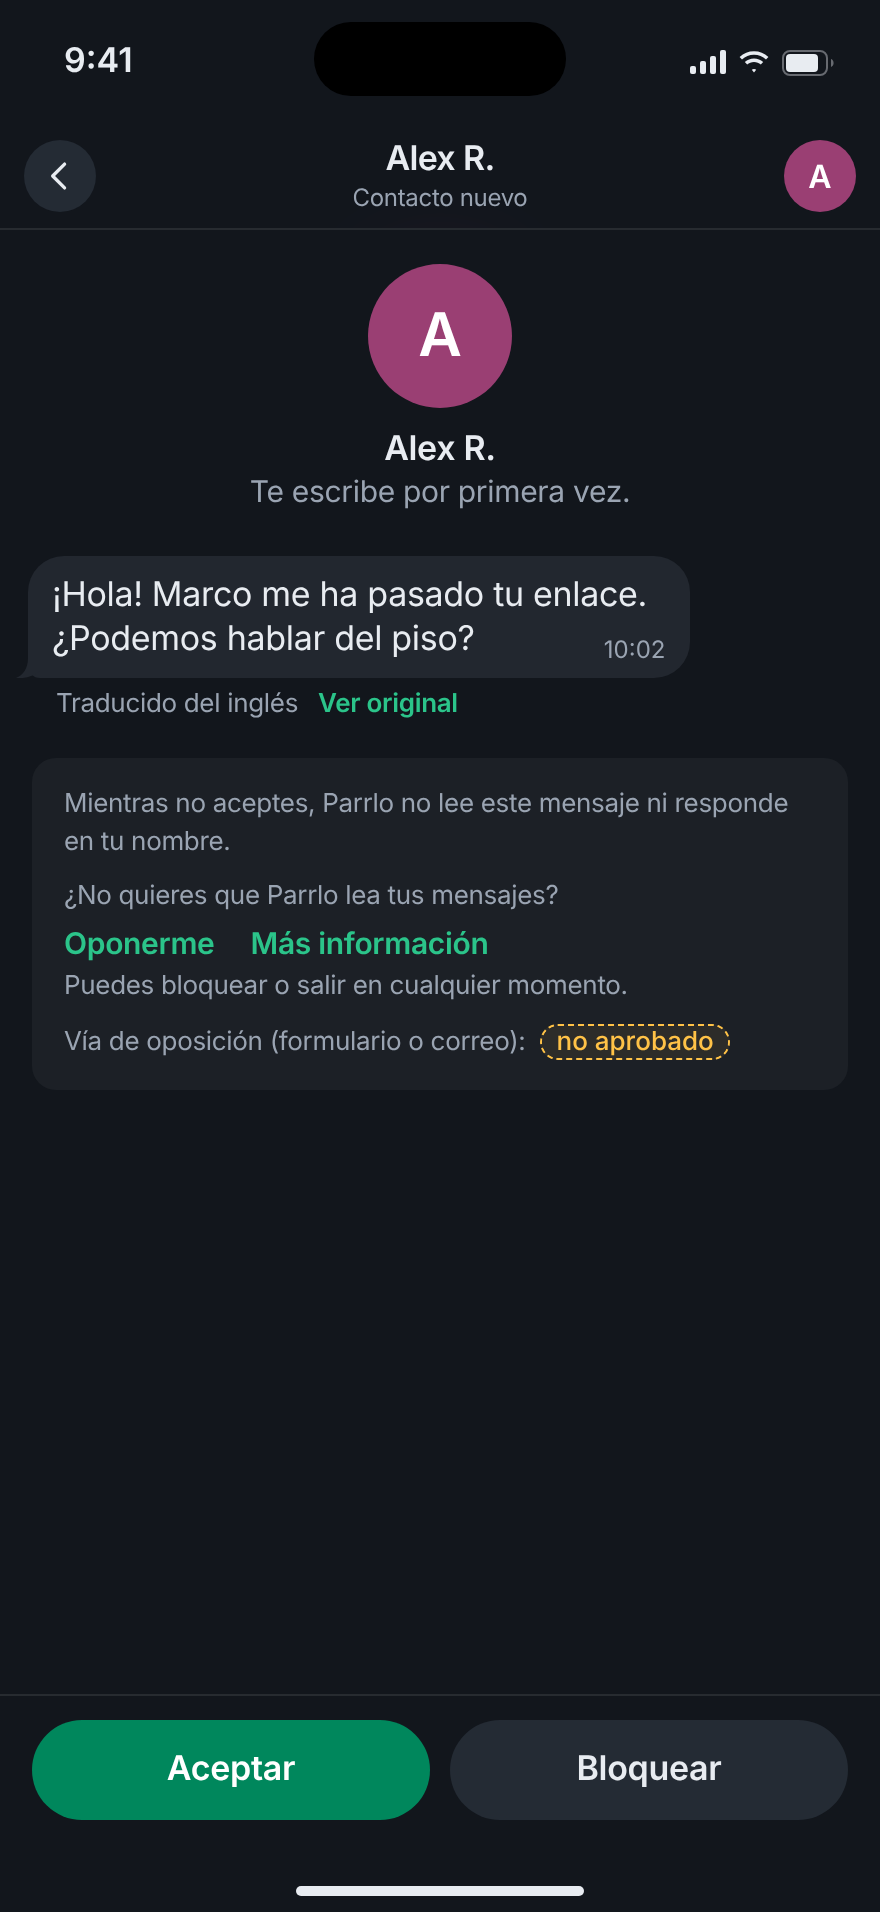 9:41
Alex R.
Contacto nuevo
A
A
Alex R.
Te escribe por primera vez.
¡Hola! Marco me ha pasado tu enlace.
¿Podemos hablar del piso?
10:02
Traducido del inglés Ver original
Mientras no aceptes, Parrlo no lee este mensaje ni responde
en tu nombre.
¿No quieres que Parrlo lea tus mensajes?
Oponerme Más información
Puedes bloquear o salir en cualquier momento.
Vía de oposición (formulario o correo): no aprobado
Aceptar Bloquear